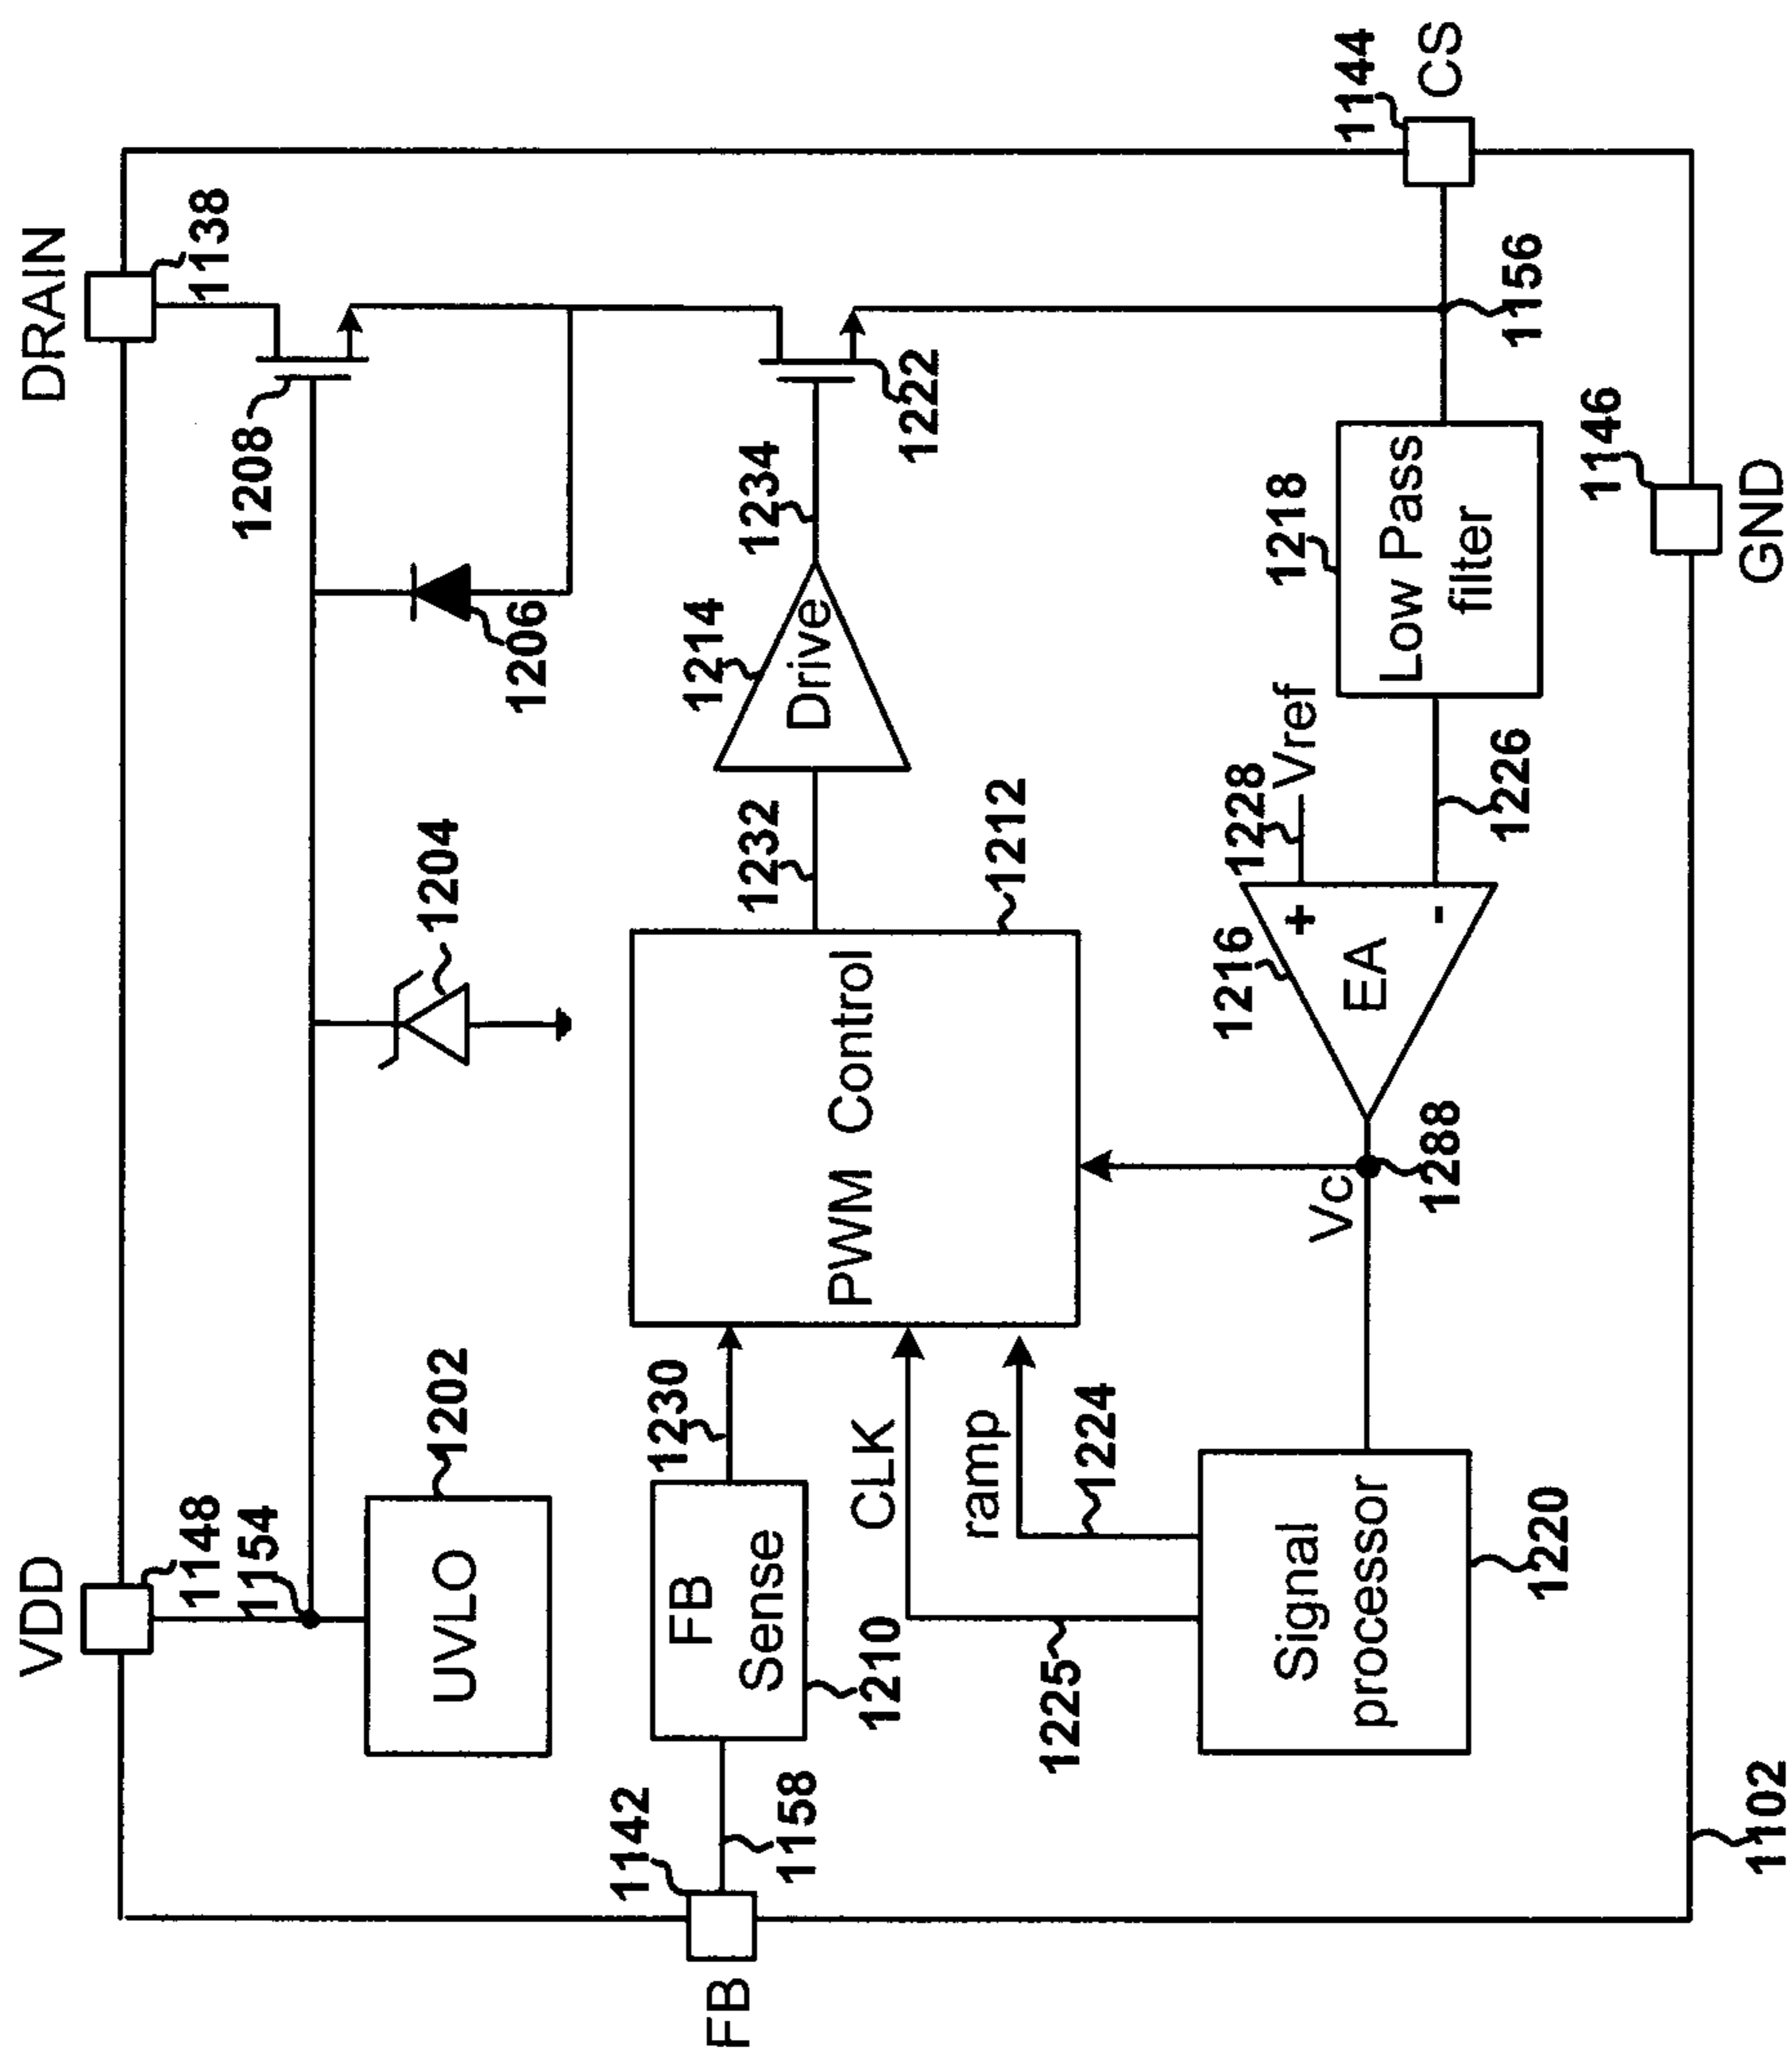 VDD
DRAIN
1148
1154
1138
1208
1202
UVLO
1204
1206
FB
1142
1158
FB
Sense
1210
1230
PWM Control
1212
1232
1214
Drive
1234
1222
CLK
ramp
1225
1224
Signal
processor
1220
Vc
1288
1216
EA
+
-
1228
Vref
1226
1218
Low Pass
filter
1144
CS
1156
1146
GND
1102